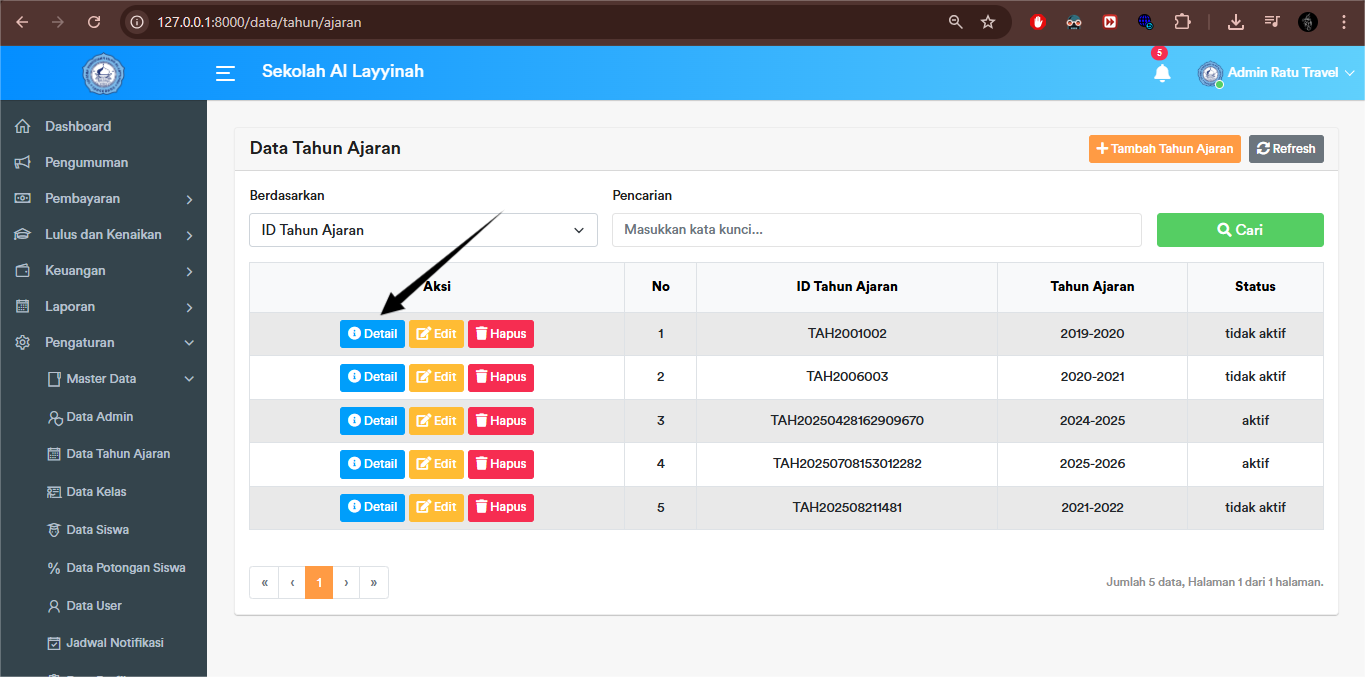 127.0.0.1:8000/data/tahun/ajaran
Sekolah Al Layyinah
5
Admin Ratu Travel
Dashboard
Pengumuman
Pembayaran
Lulus dan Kenaikan
Keuangan
Laporan
Pengaturan
Master Data
Data Admin
Data Tahun Ajaran
Data Kelas
Data Siswa
Data Potongan Siswa
Data User
Jadwal Notifikasi
Data Tahun Ajaran
Tambah Tahun Ajaran Refresh
Berdasarkan Pencarian
ID Tahun Ajaran Masukkan kata kunci... Cari
Aksi No ID Tahun Ajaran Tahun Ajaran Status
Detail Edit Hapus 1 TAH2001002 2019-2020 tidak aktif
Detail Edit Hapus 2 TAH2006003 2020-2021 tidak aktif
Detail Edit Hapus 3 TAH20250428162909670 2024-2025 aktif
Detail Edit Hapus 4 TAH20250708153012282 2025-2026 aktif
Detail Edit Hapus 5 TAH202508211481 2021-2022 tidak aktif
« ‹ 1 › »
Jumlah 5 data, Halaman 1 dari 1 halaman.